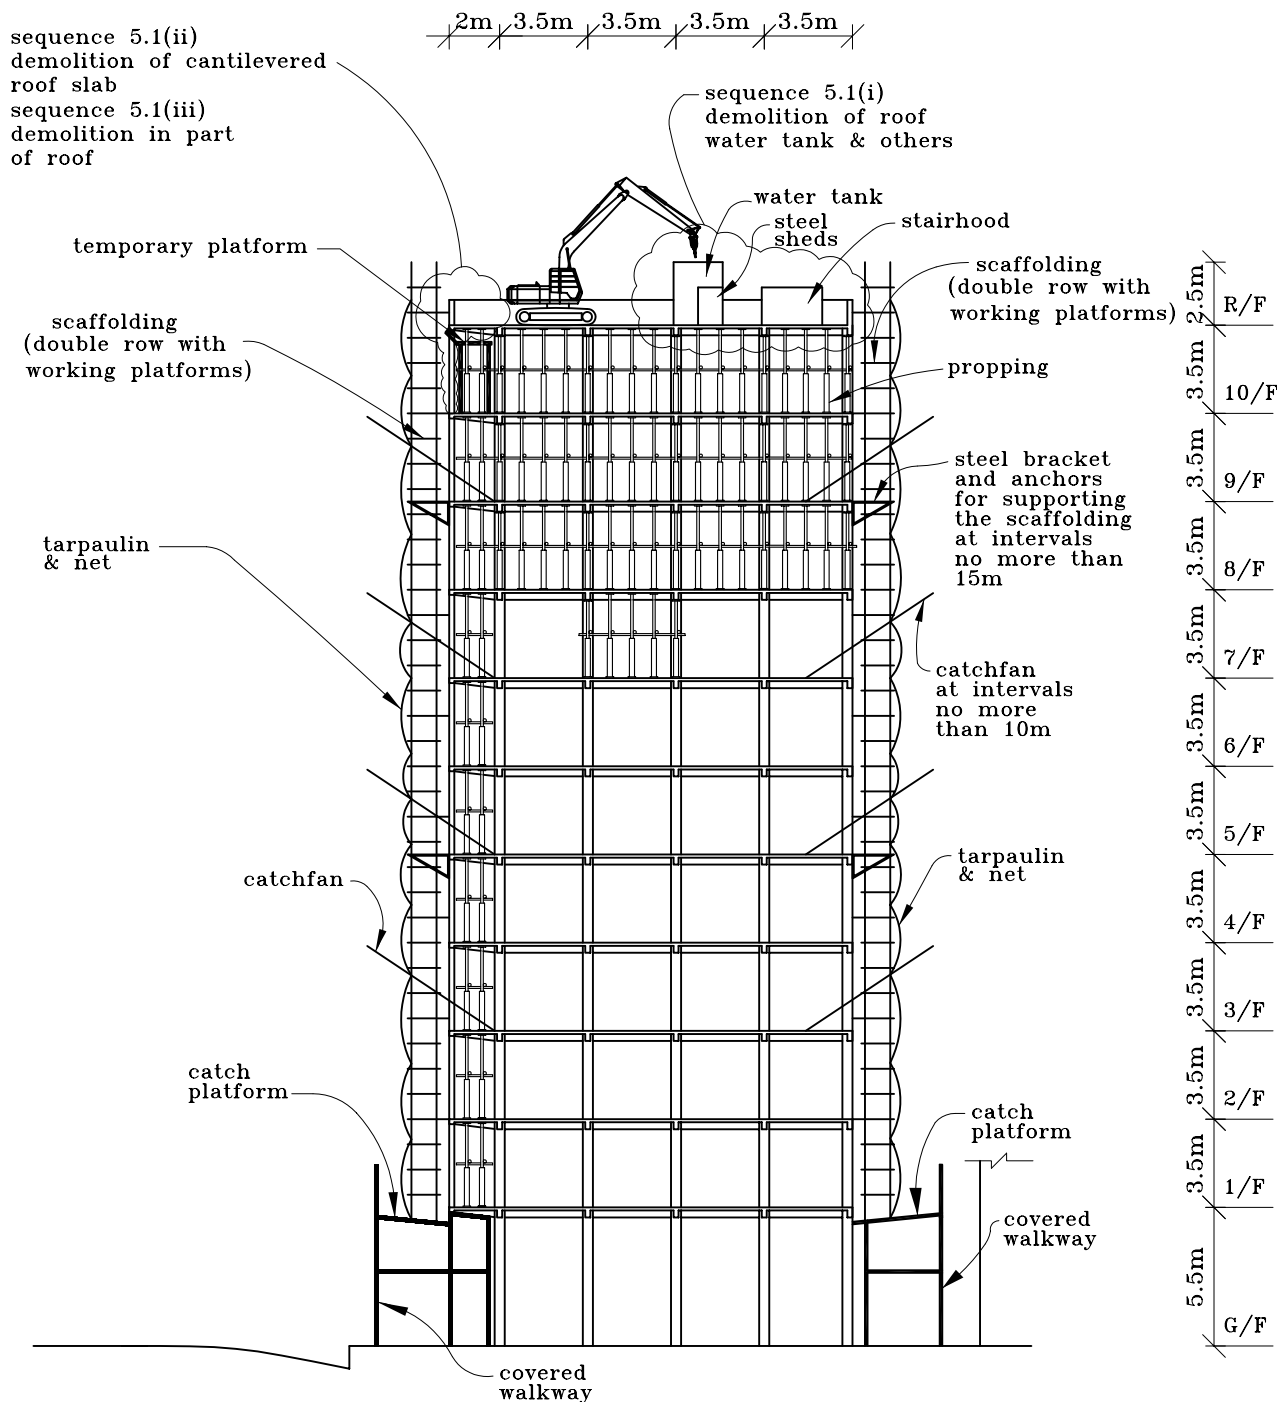 2m 3.5m 3.5m 3.5m 3.5m
sequence 5.1(ii)
demolition of cantilevered
roof slab
sequence 5.1(iii)
demolition in part
of roof
sequence 5.1(i)
demolition of roof
water tank & others
water tank
steel
sheds
stairhood
temporary platform
scaffolding
(double row with
working platforms)
scaffolding
(double row with
working platforms)
propping
steel bracket
and anchors
for supporting
the scaffolding
at intervals
no more than
15m
tarpaulin
& net
catchfan
at intervals
no more
than 10m
catchfan
tarpaulin
& net
catch
platform
catch
platform
covered
walkway
covered
walkway
2.5m R/F
3.5m 10/F
3.5m 9/F
3.5m 8/F
3.5m 7/F
3.5m 6/F
3.5m 5/F
3.5m 4/F
3.5m 3/F
3.5m 2/F
3.5m 1/F
5.5m G/F